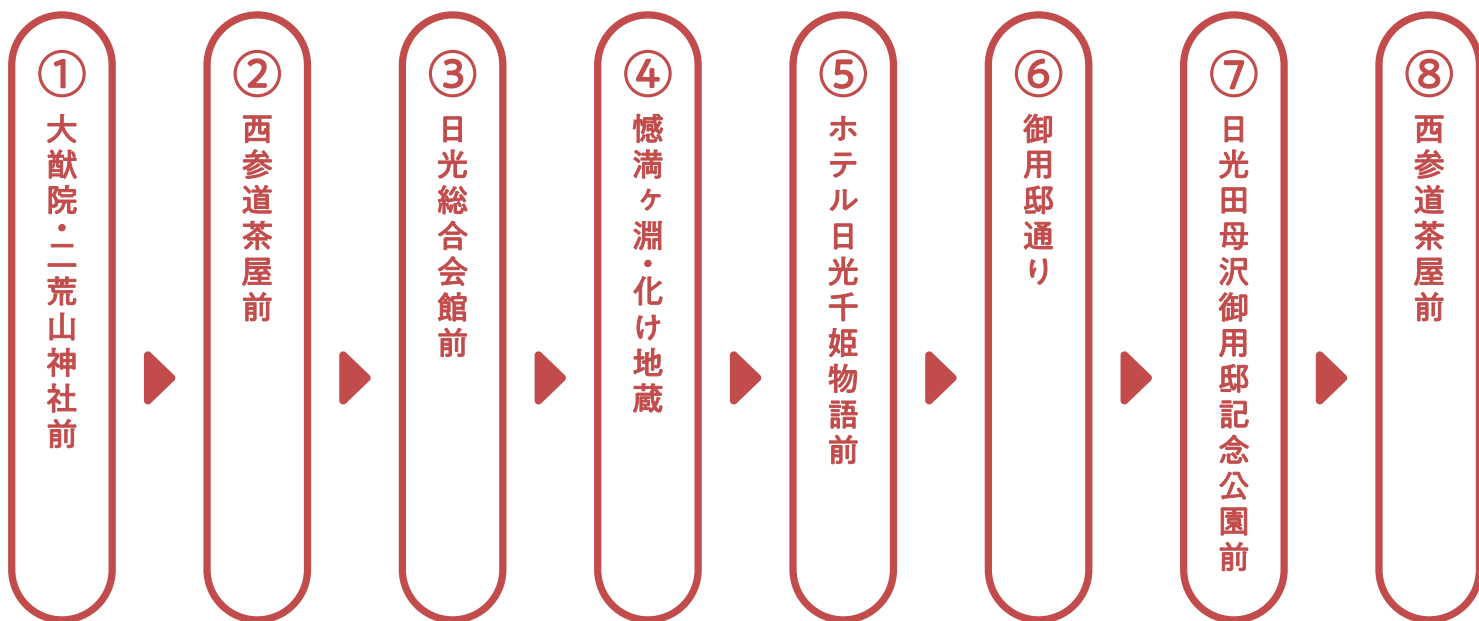 ①大猷院・二荒山神社前
②西参道茶屋前
③日光総合会館前
④憾満ヶ淵・化け地蔵
⑤ホテル日光千姫物語前
⑥御用邸通り
⑦日光田母沢御用邸記念公園前
⑧西参道茶屋前